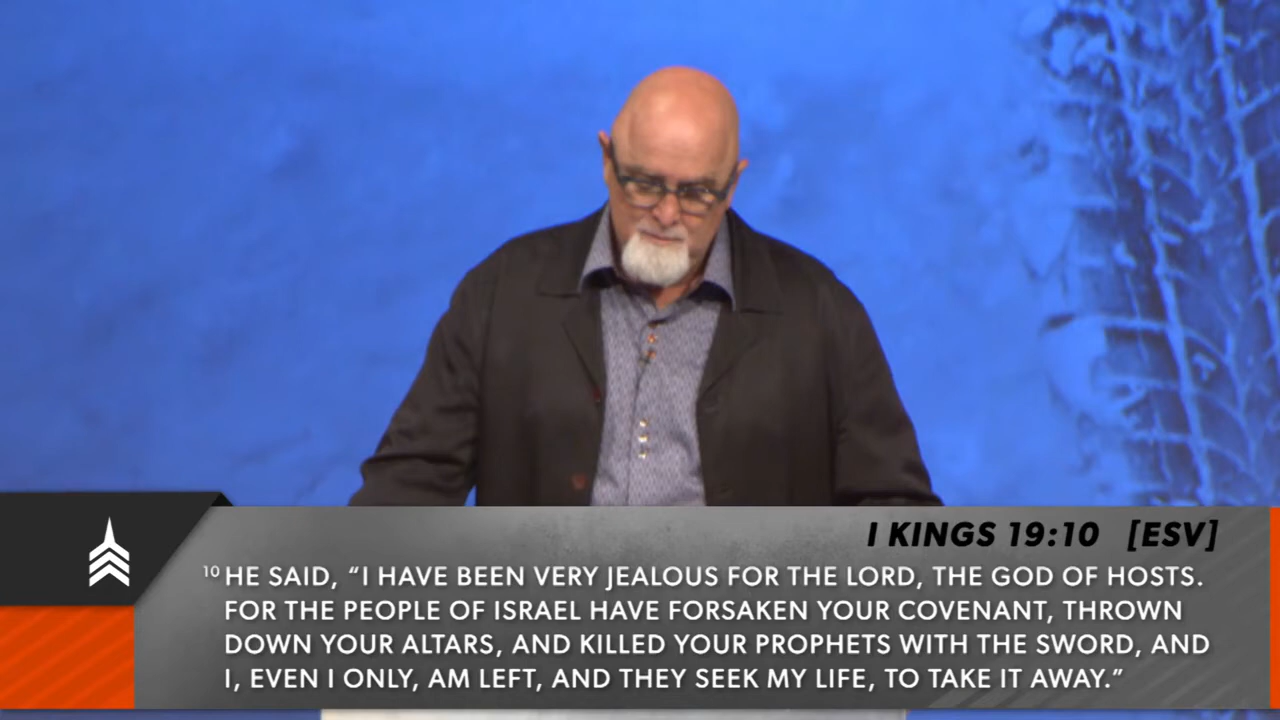 I KINGS 19:10 [ESV]
10 HE SAID, “I HAVE BEEN VERY JEALOUS FOR THE LORD, THE GOD OF HOSTS.
FOR THE PEOPLE OF ISRAEL HAVE FORSAKEN YOUR COVENANT, THROWN
DOWN YOUR ALTARS, AND KILLED YOUR PROPHETS WITH THE SWORD, AND
I, EVEN I ONLY, AM LEFT, AND THEY SEEK MY LIFE, TO TAKE IT AWAY.”